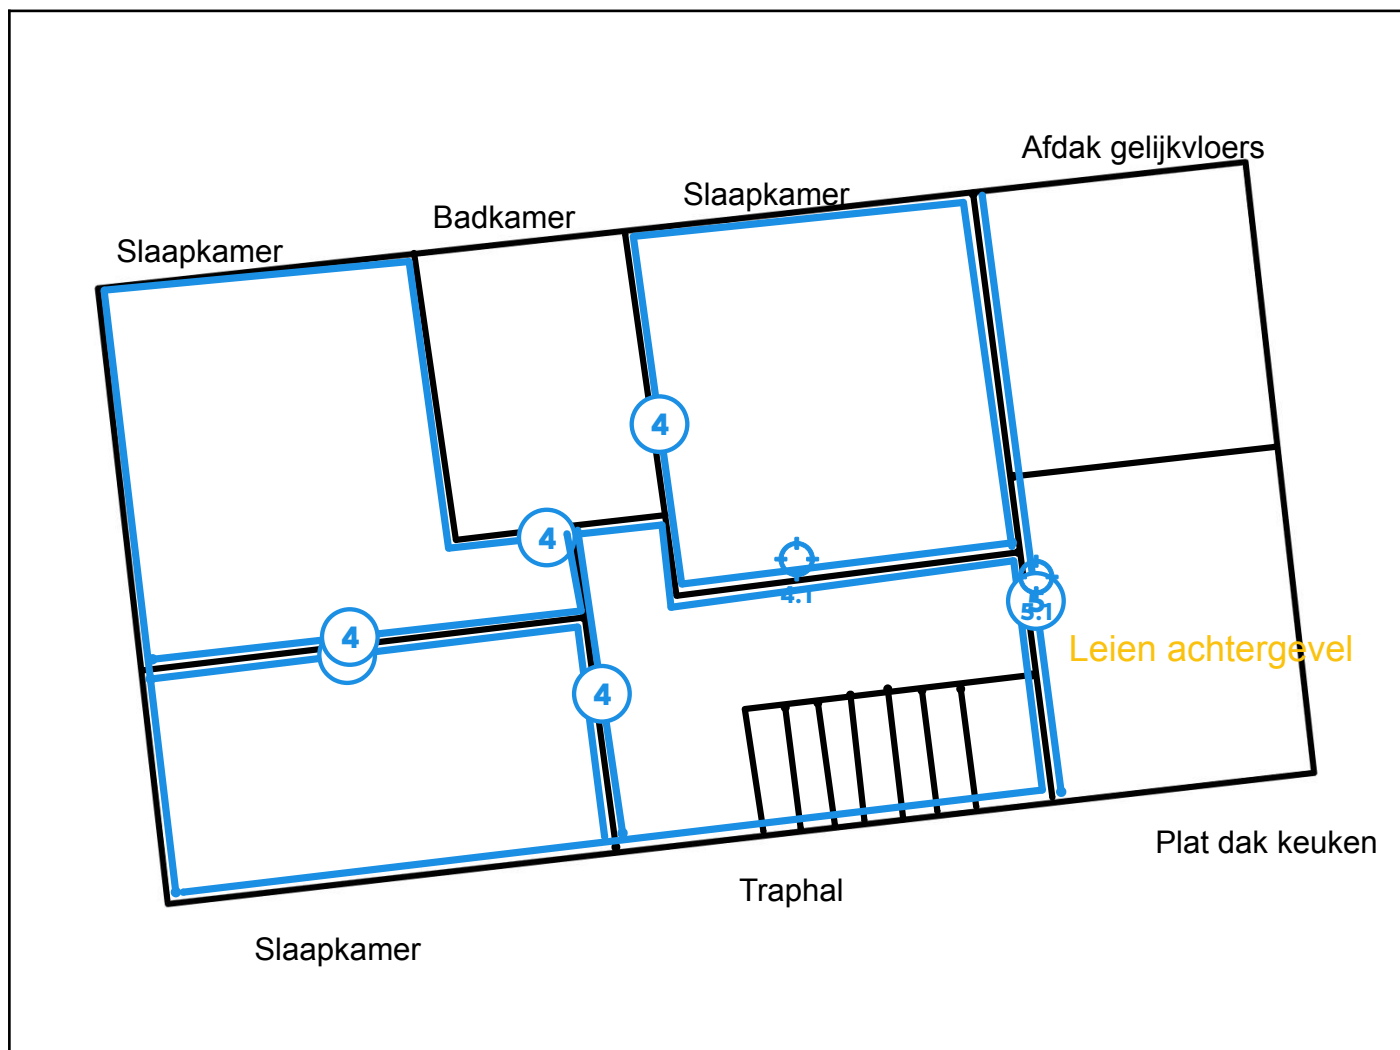 Afdak gelijkvloers
Slaapkamer
Badkamer
Slaapkamer
4
4
4.1
5
5.1
4
Leien achtergevel
4
Plat dak keuken
Traphal
Slaapkamer